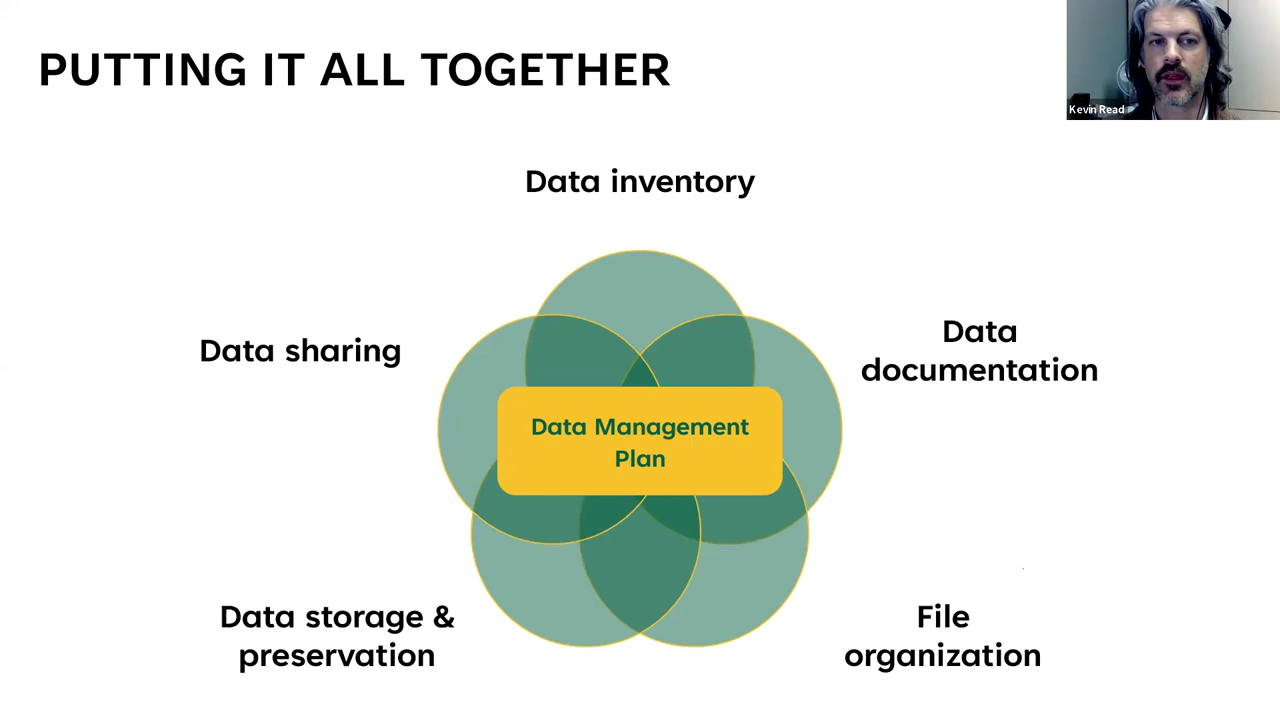 PUTTING IT ALL TOGETHER
Kevin Read
Data inventory
Data sharing
Data
documentation
Data Management
Plan
Data storage &
preservation
File
organization